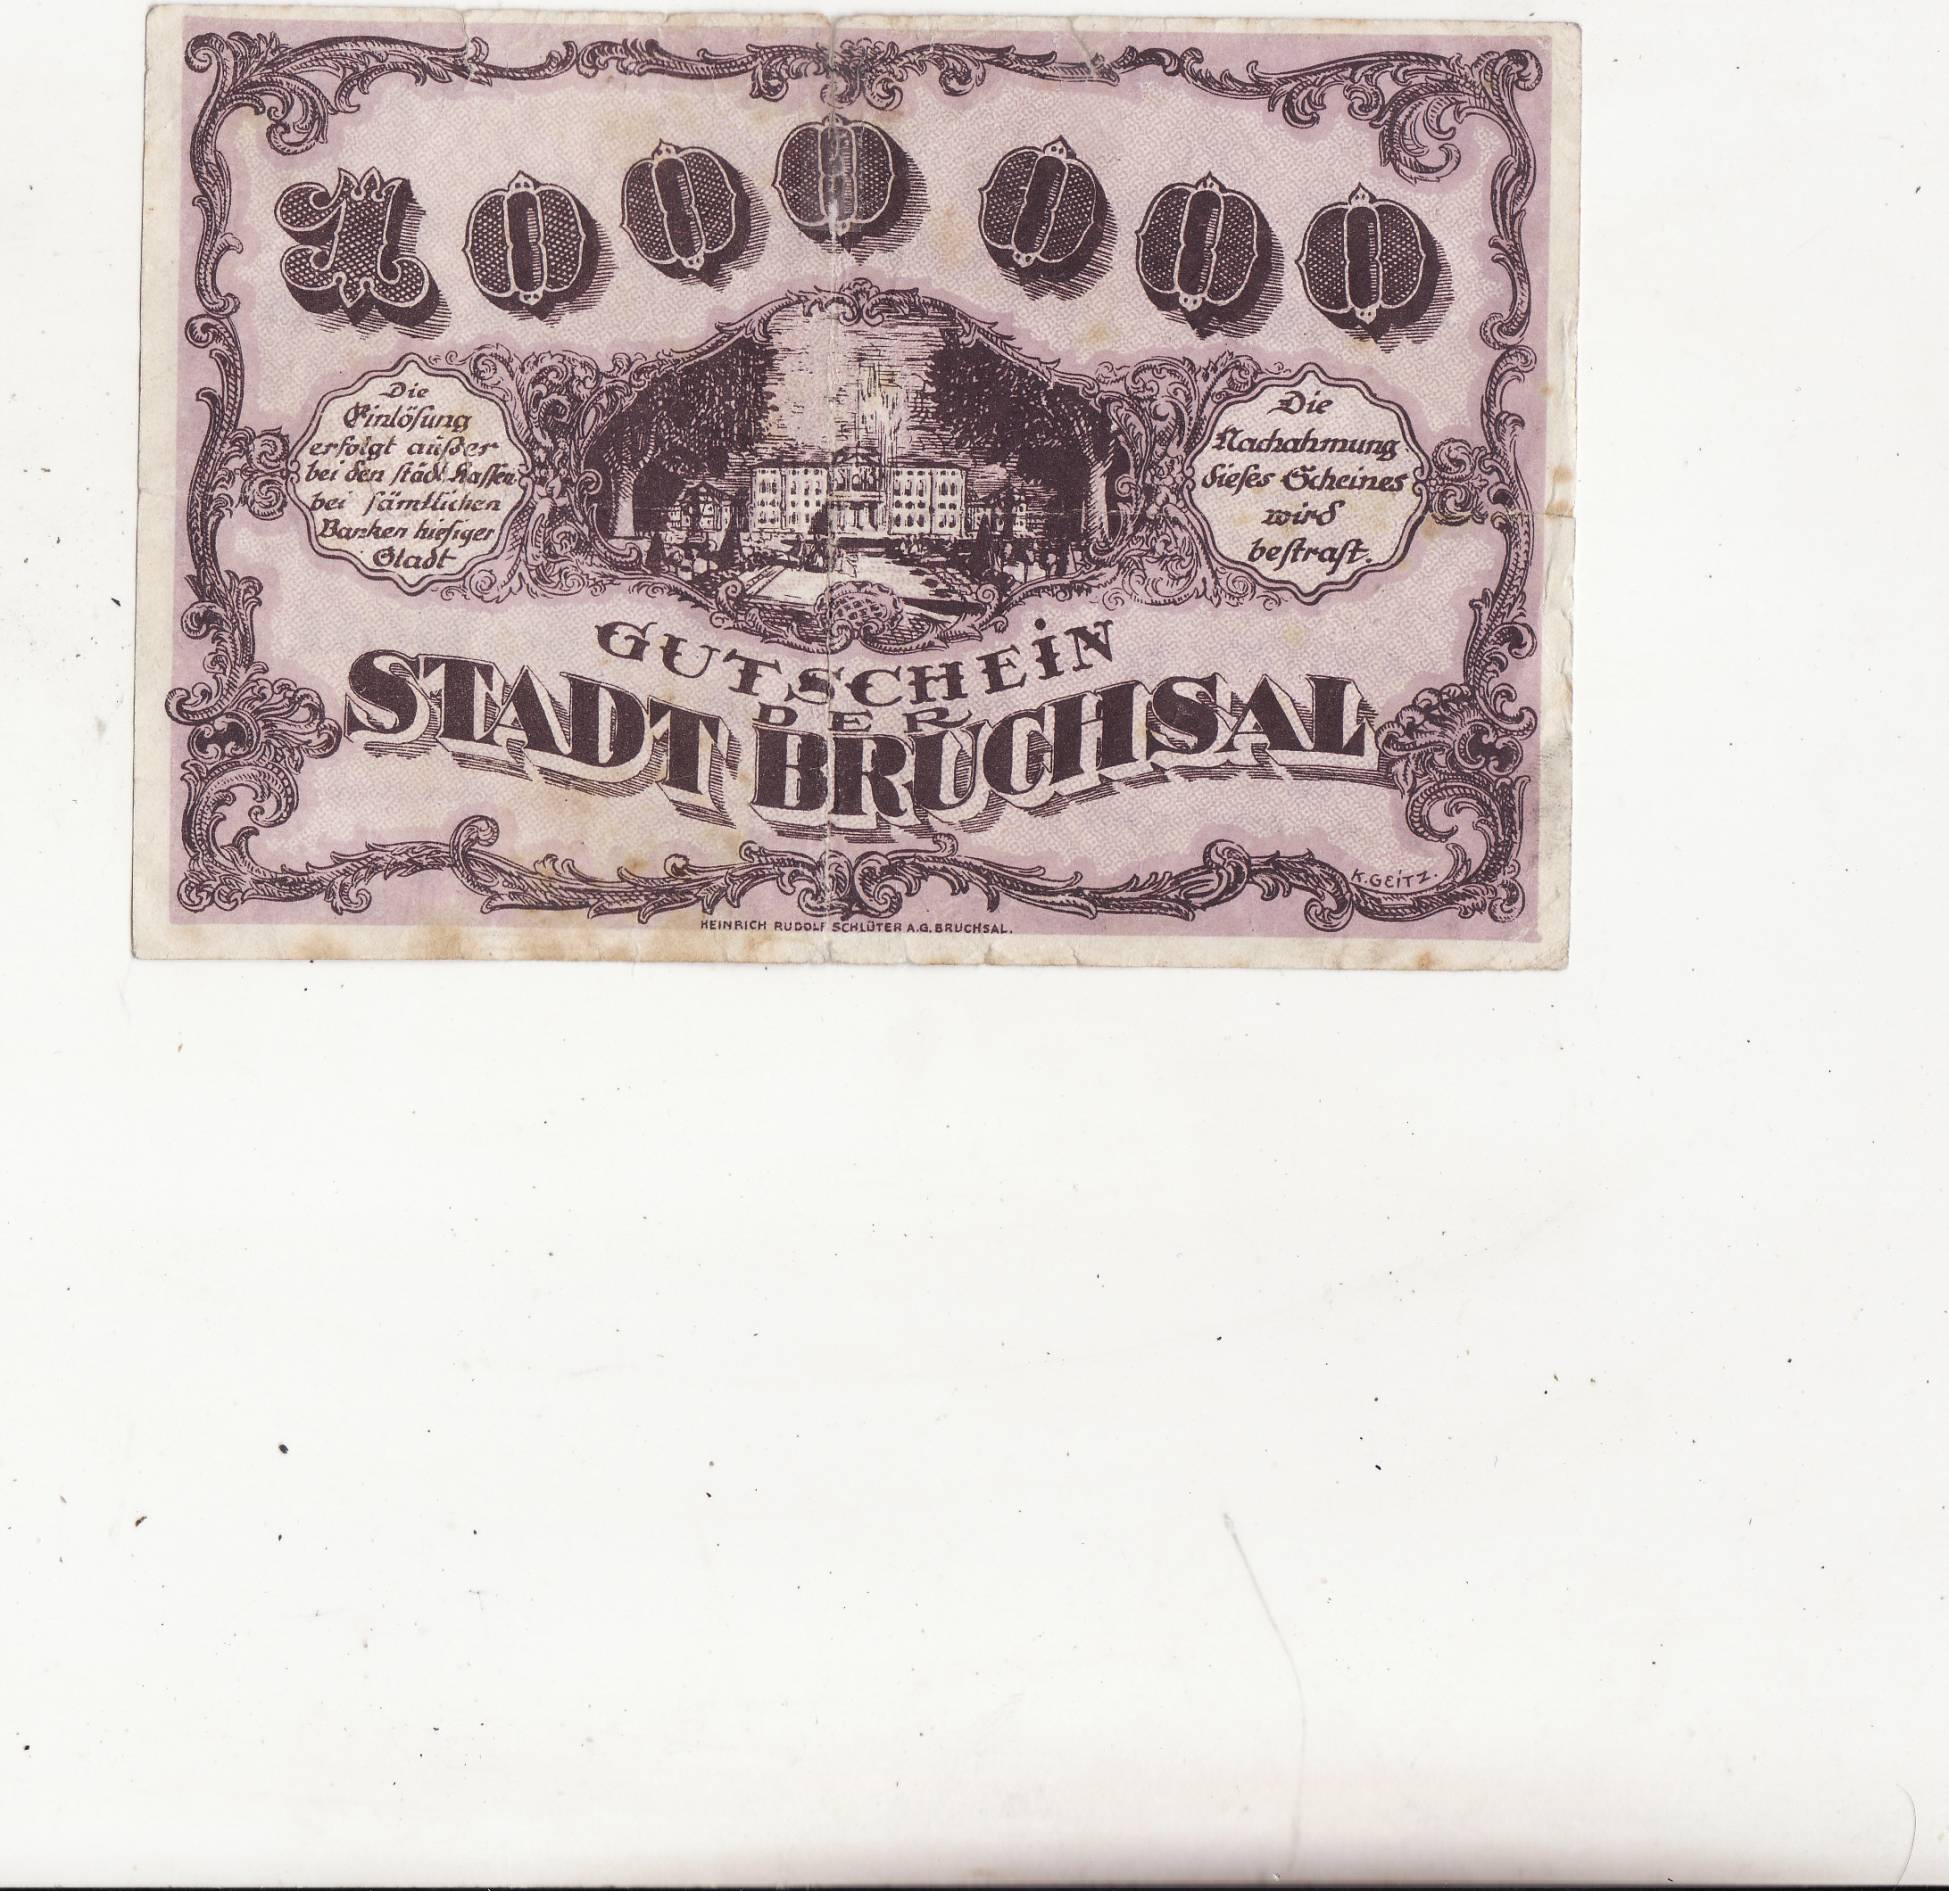 1000000
Die
Einlösung
erfolgt außer
bei den städt. Kassen
bei sämtlichen
Banken hiesiger
Stadt
Die
Nachahmung
dieses Scheines
wird
bestraft.
GUTSCHEIN
DER
STADT BRUCHSAL
K. GEITZ.
HEINRICH RUDOLF SCHLÜTER A.G. BRUCHSAL.